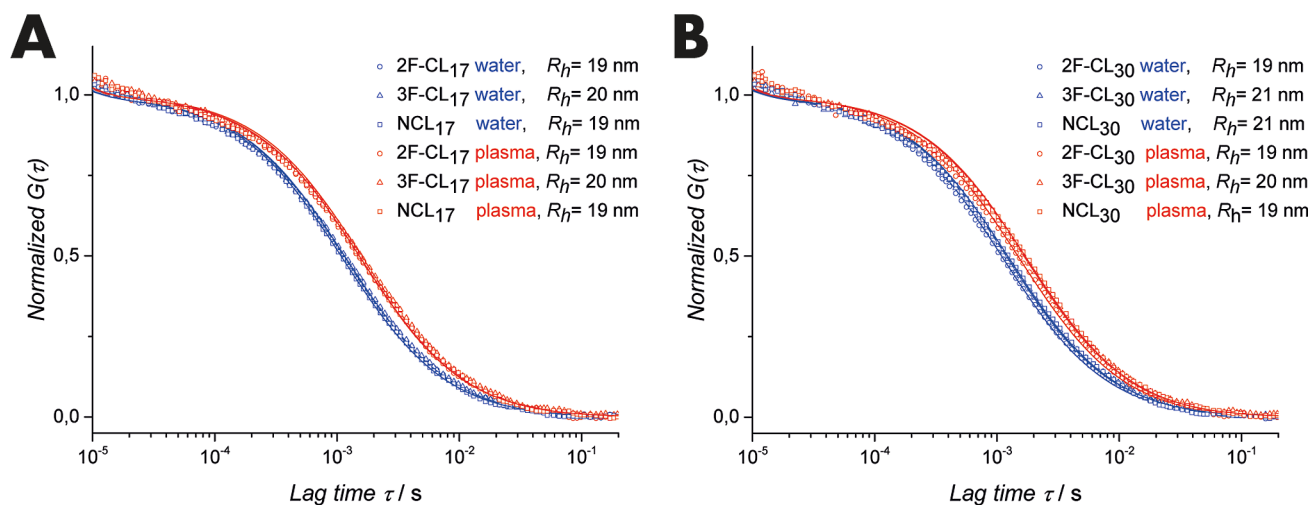 A
2F-CL17 water, Rh= 19 nm
3F-CL17 water, Rh= 20 nm
NCL17 water, Rh= 19 nm
2F-CL17 plasma, Rh= 19 nm
3F-CL17 plasma, Rh= 20 nm
NCL17 plasma, Rh= 19 nm
Normalized G(τ)
1,0
0,5
0,0
10-5
10-4
10-3
10-2
10-1
Lag time τ / s
B
2F-CL30 water, Rh= 19 nm
3F-CL30 water, Rh= 21 nm
NCL30 water, Rh= 21 nm
2F-CL30 plasma, Rh= 19 nm
3F-CL30 plasma, Rh= 20 nm
NCL30 plasma, Rh= 19 nm
Normalized G(τ)
1,0
0,5
0,0
10-5
10-4
10-3
10-2
10-1
Lag time τ / s